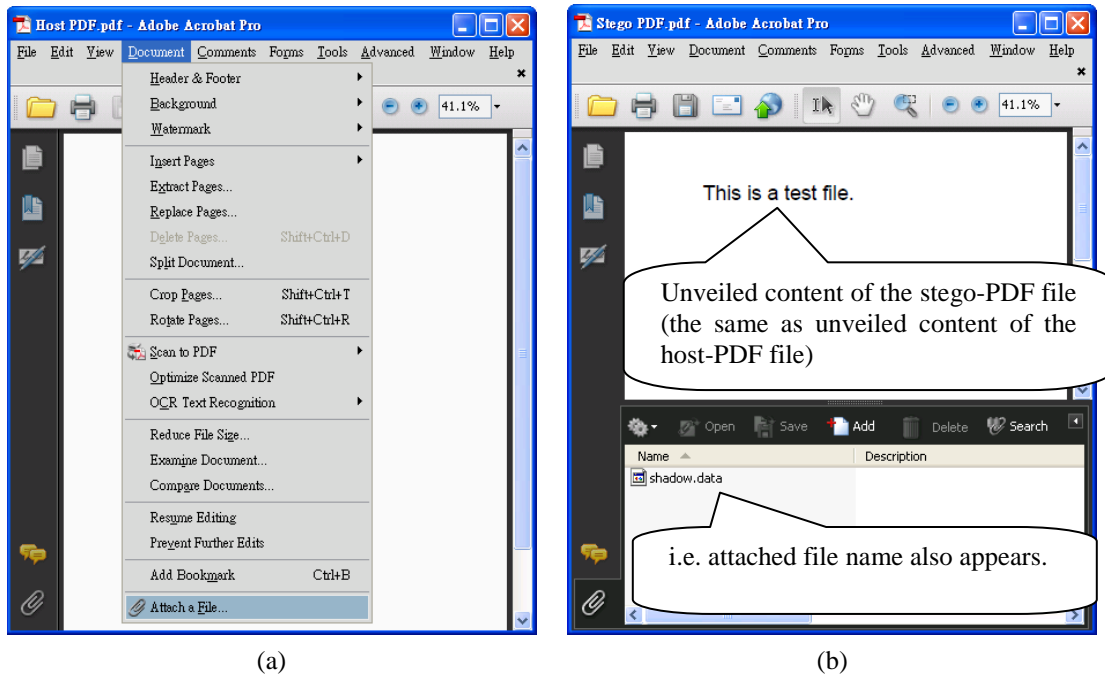 Host PDF.pdf - Adobe Acrobat Pro
File Edit View Document Comments Forms Tools Advanced Window Help
41.1%
Header & Footer
Background
Watermark
Insert Pages
Extract Pages...
Replace Pages...
Delete Pages... Shift+Ctrl+D
Split Document...
Crop Pages... Shift+Ctrl+T
Rotate Pages... Shift+Ctrl+R
Scan to PDF
Optimize Scanned PDF
OCR Text Recognition
Reduce File Size...
Examine Document...
Compare Documents...
Resume Editing
Prevent Further Edits
Add Bookmark Ctrl+B
Attach a File...
(a)
Stego PDF.pdf - Adobe Acrobat Pro
File Edit View Document Comments Forms Tools Advanced Window Help
41.1%
This is a test file.
Unveiled content of the stego-PDF file
(the same as unveiled content of the
host-PDF file)
Open Save Add Delete Search
Name Description
shadow.data
i.e. attached file name also appears.
(b)